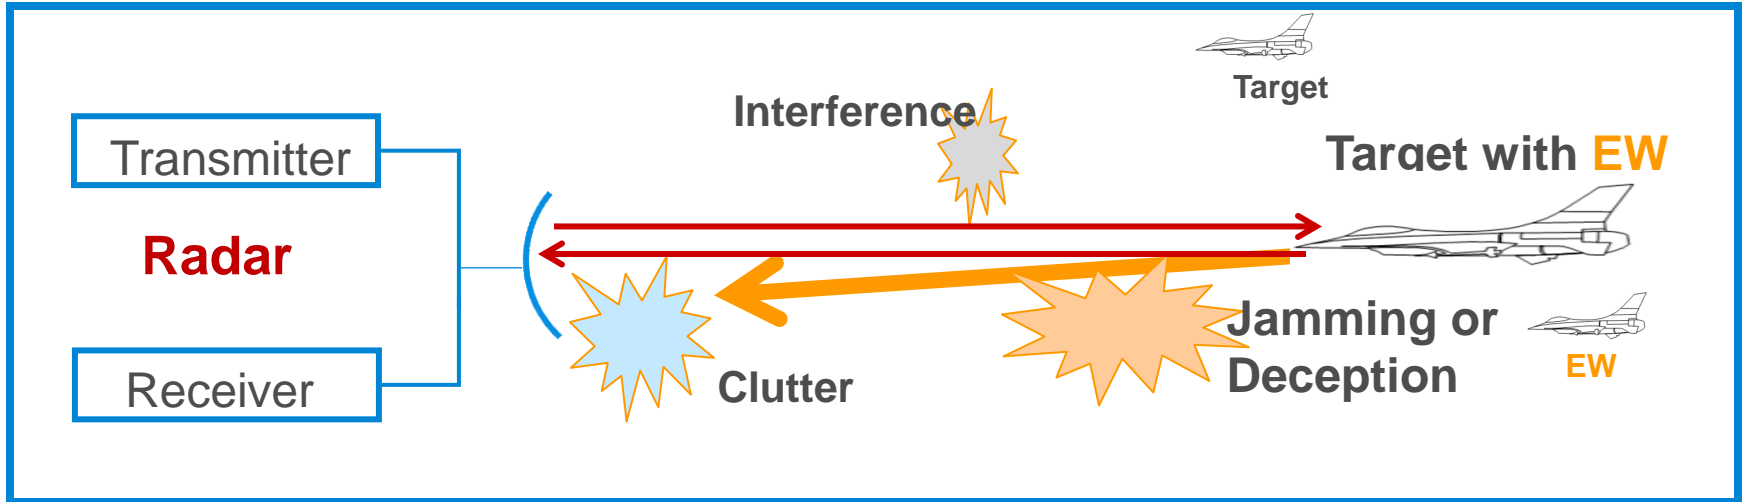 Target
Interference
Target with EW
Transmitter
Radar
Jamming or
Deception
EW
Receiver
Clutter